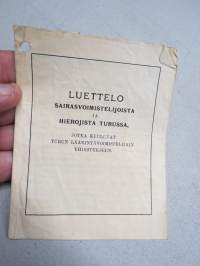 LUETTELO
SAIRASVOIMISTELIJOISTA
JA
HIEROJISTA TURUSSA,
JOTKA KUULUVAT
TURUN LÄÄKINTÄVOIMISTELIJAIN
YHDISTYKSEEN